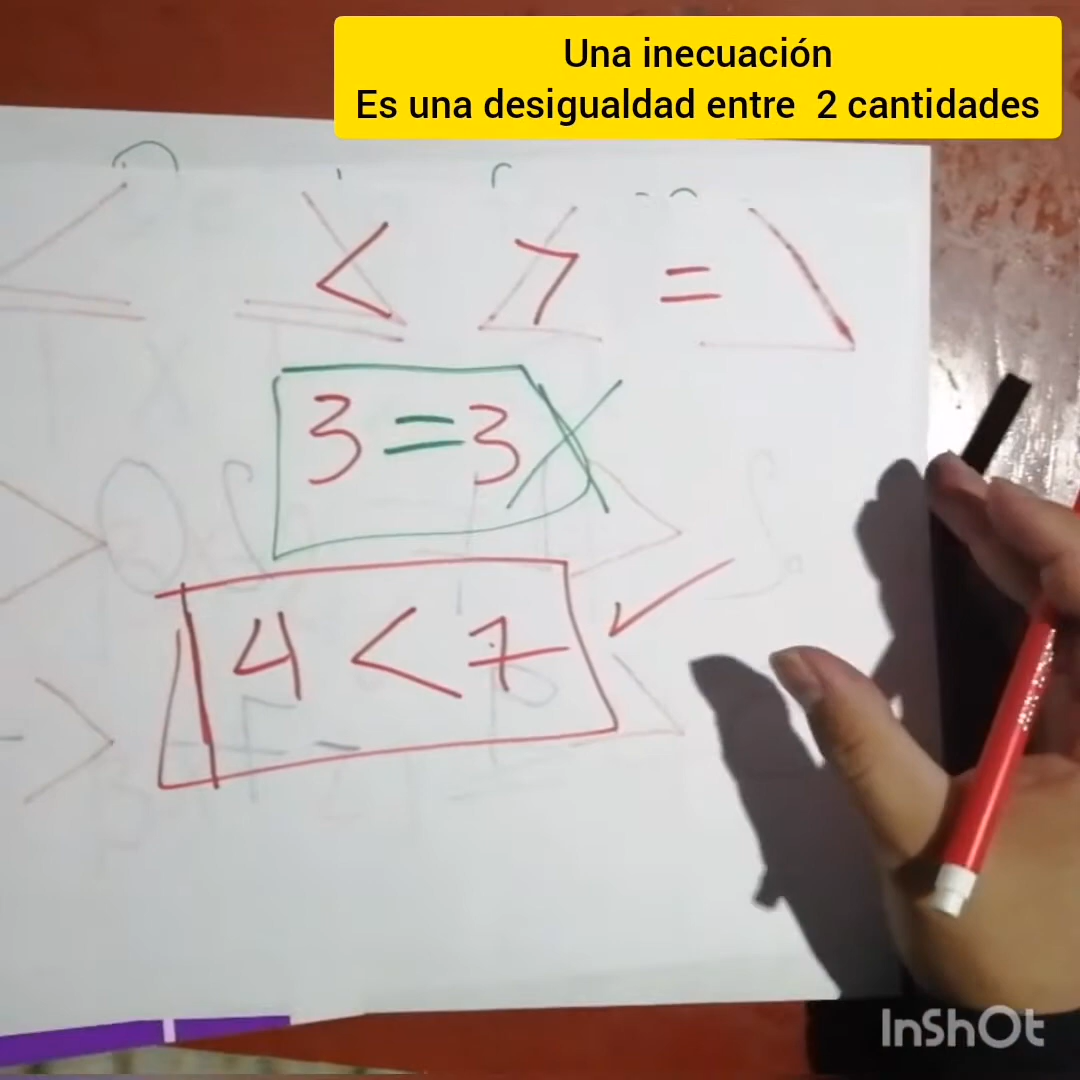 Una inecuación
Es una desigualdad entre 2 cantidades
< > =
3 = 3 X
4 < 7 ✓
InShOt